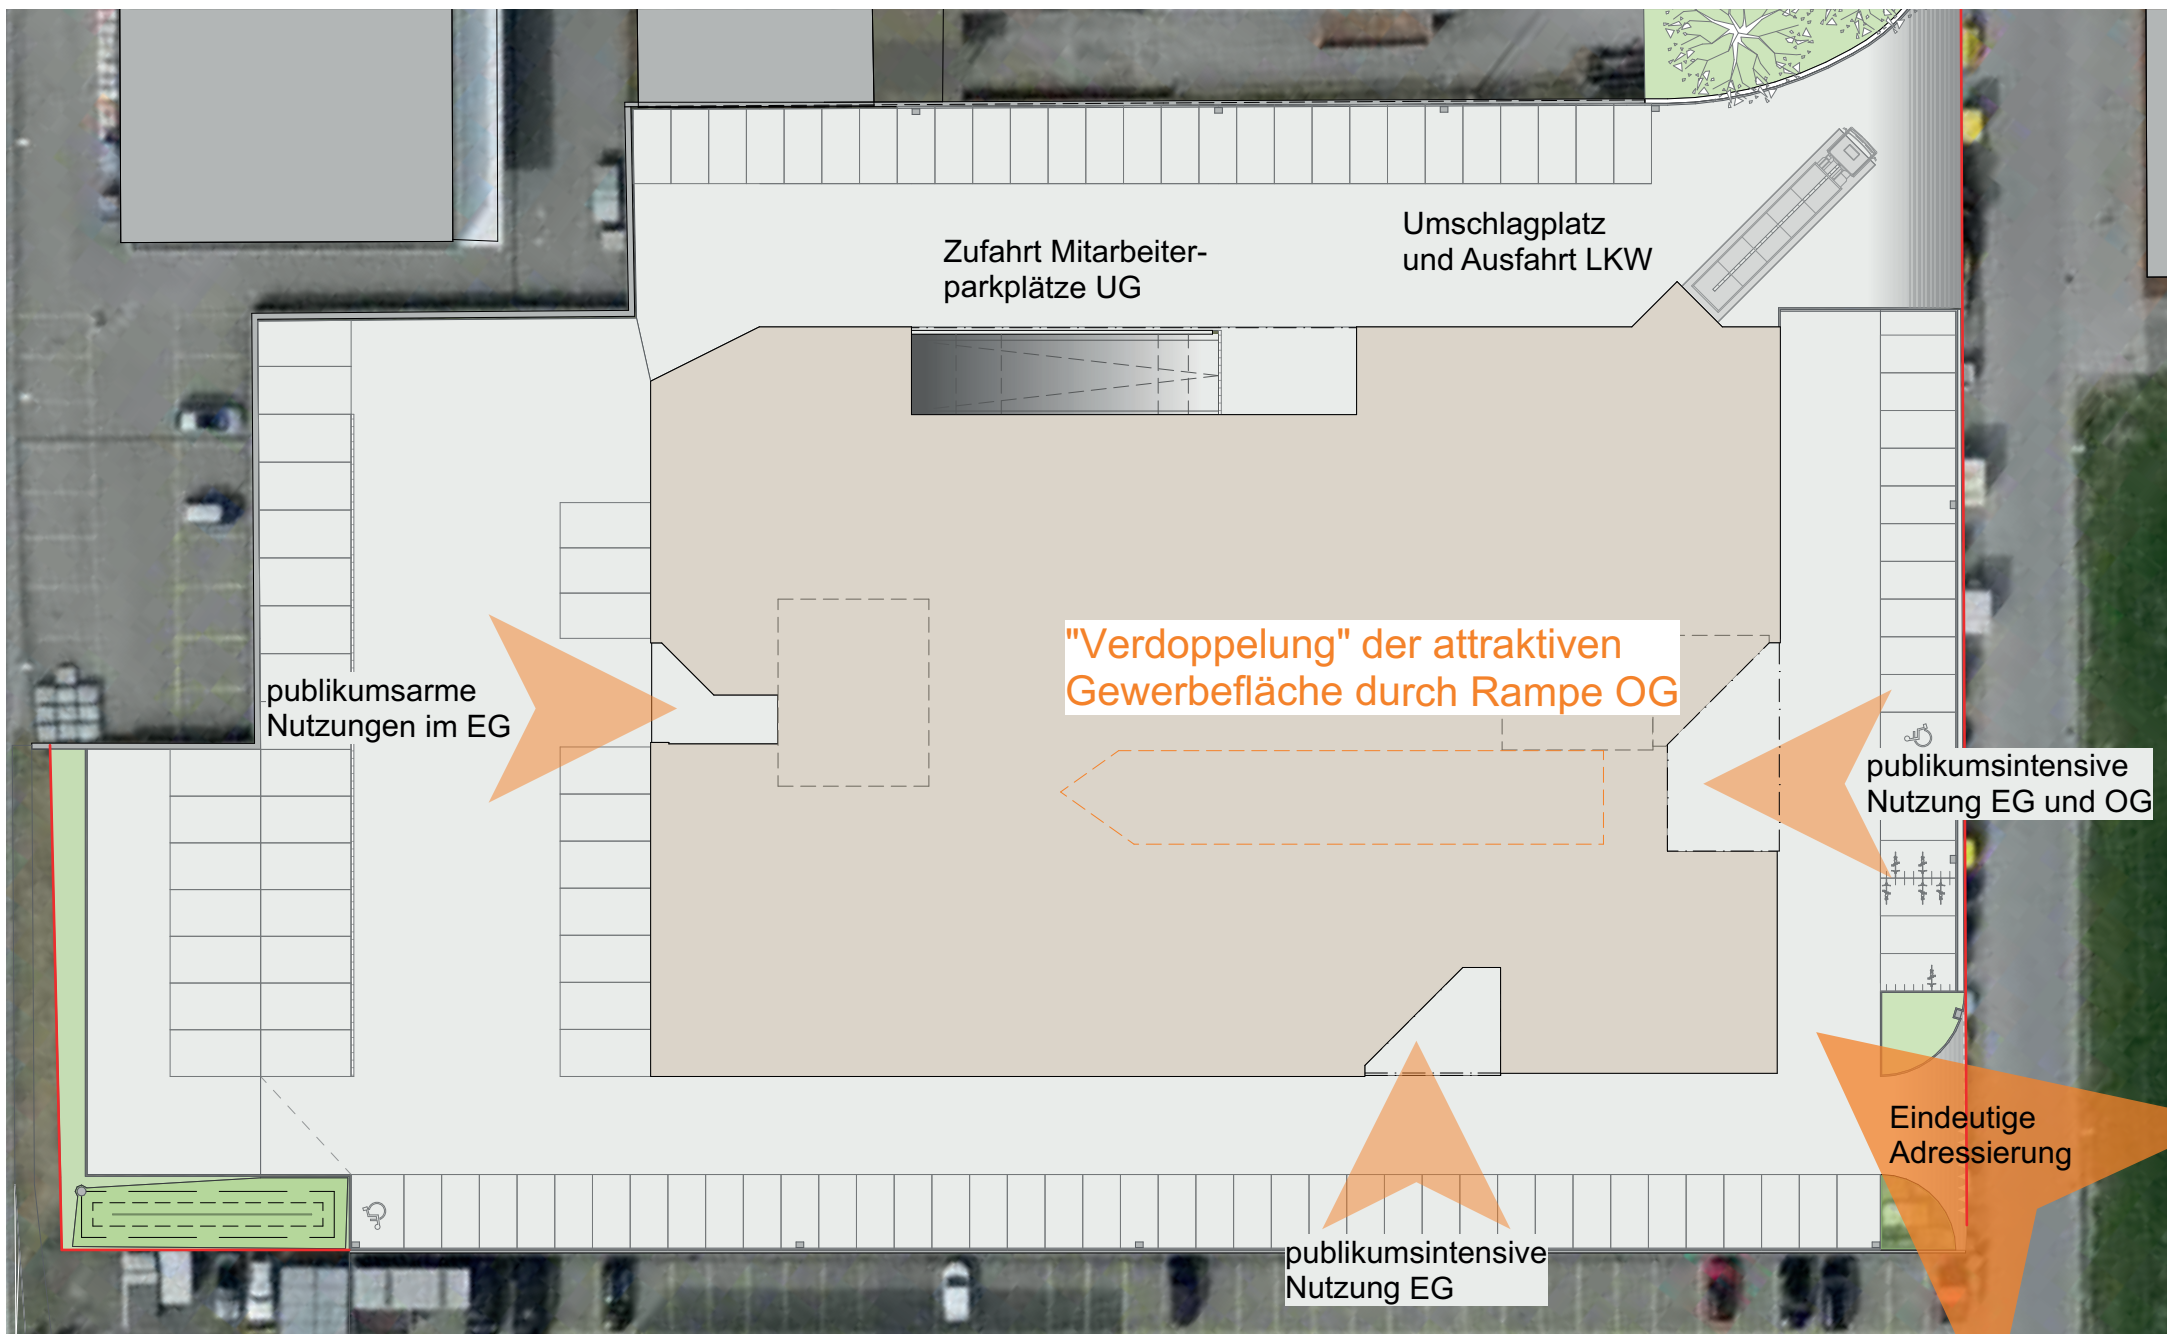 Umschlagplatz
und Ausfahrt LKW
Zufahrt Mitarbeiter-
parkplätze UG
"Verdoppelung" der attraktiven
Gewerbefläche durch Rampe OG
publikumsarme
Nutzungen im EG
publikumsintensive
Nutzung EG und OG
Eindeutige
Adressierung
publikumsintensive
Nutzung EG